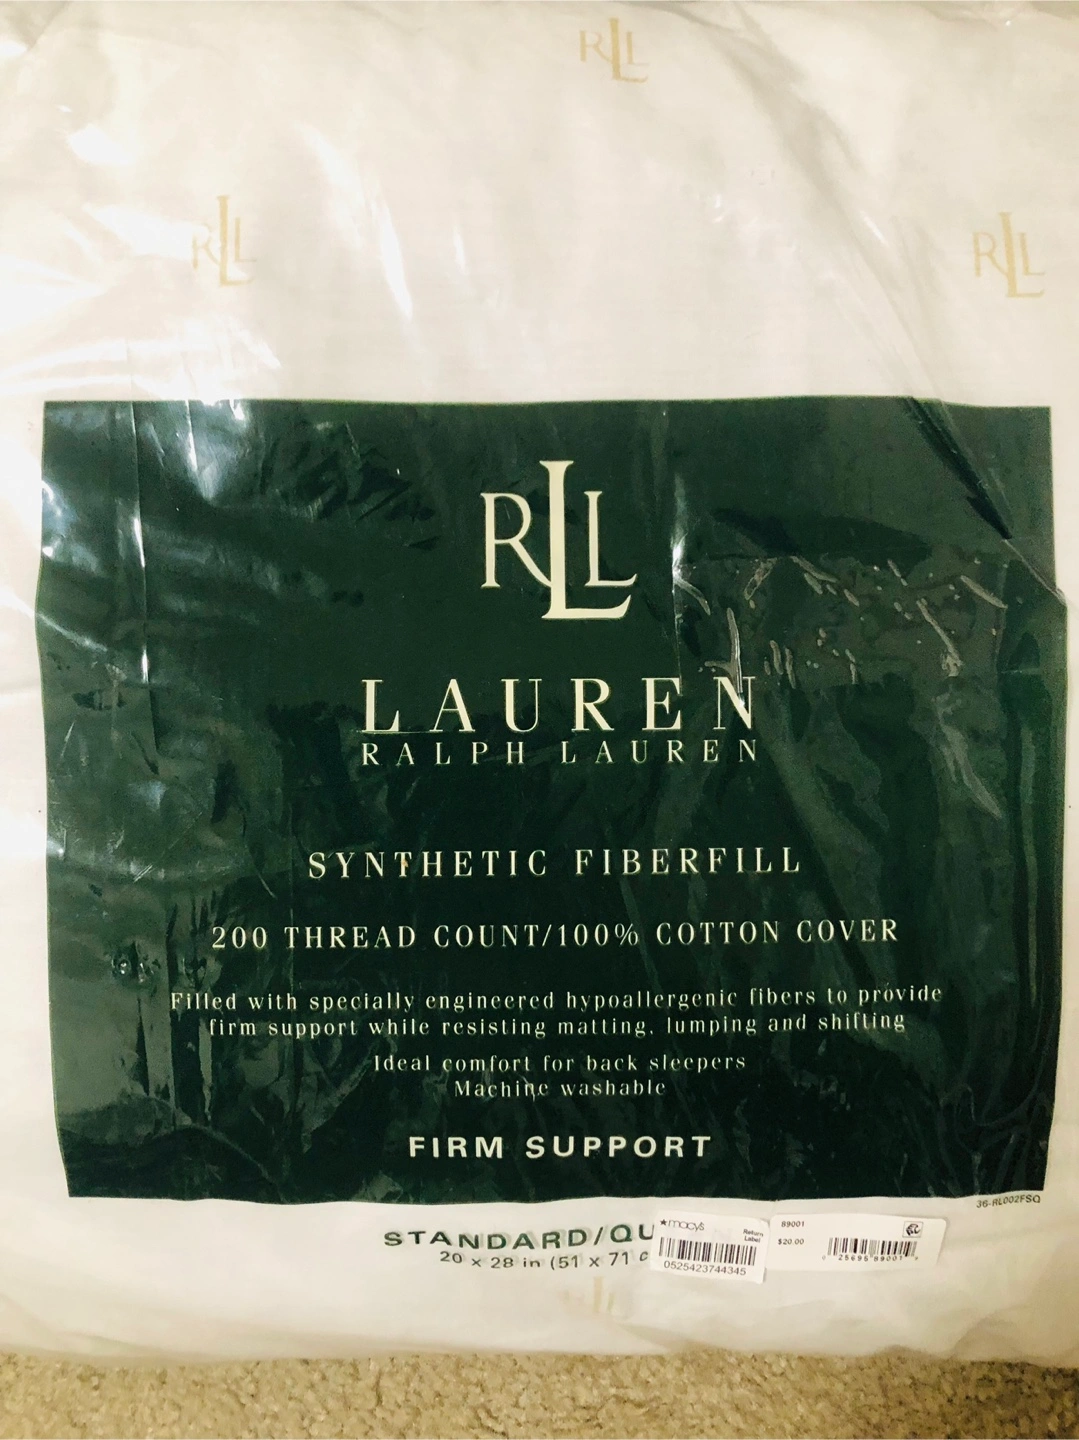 RLL
RLL
RLL
RLL
LAUREN
RALPH LAUREN
SYNTHETIC FIBERFILL
200 THREAD COUNT/100% COTTON COVER
Filled with specially engineered hypoallergenic fibers to provide
firm support while resisting matting, lumping and shifting
Ideal comfort for back sleepers
Machine washable
FIRM SUPPORT
36-RL002FSQ
STANDARD/QU
20 x 28 in (51 x 71 c
★macy's
Return
Label
0525423744345
89001
$20.00
25695 89001